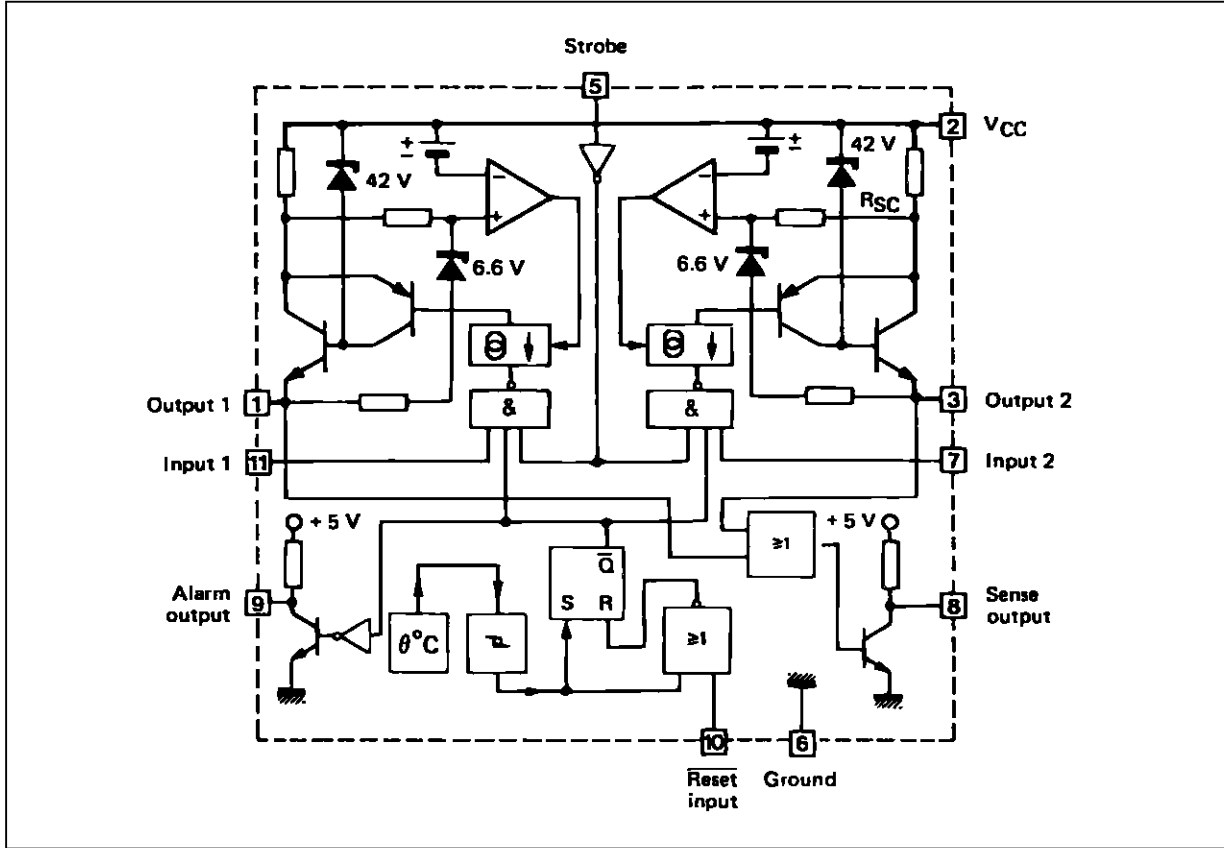 Strobe
5
2 VCC
± 
±
42 V
42 V
−
−
RSC
+
+
6.6 V
6.6 V
&
&
Output 1 1
3 Output 2
Input 1 11
7 Input 2
+ 5 V
+ 5 V
≥1
Q̅
Alarm output 9
S R
8 Sense output
θ°C
≥1
10
6
R̅e̅s̅e̅t̅ input
Ground